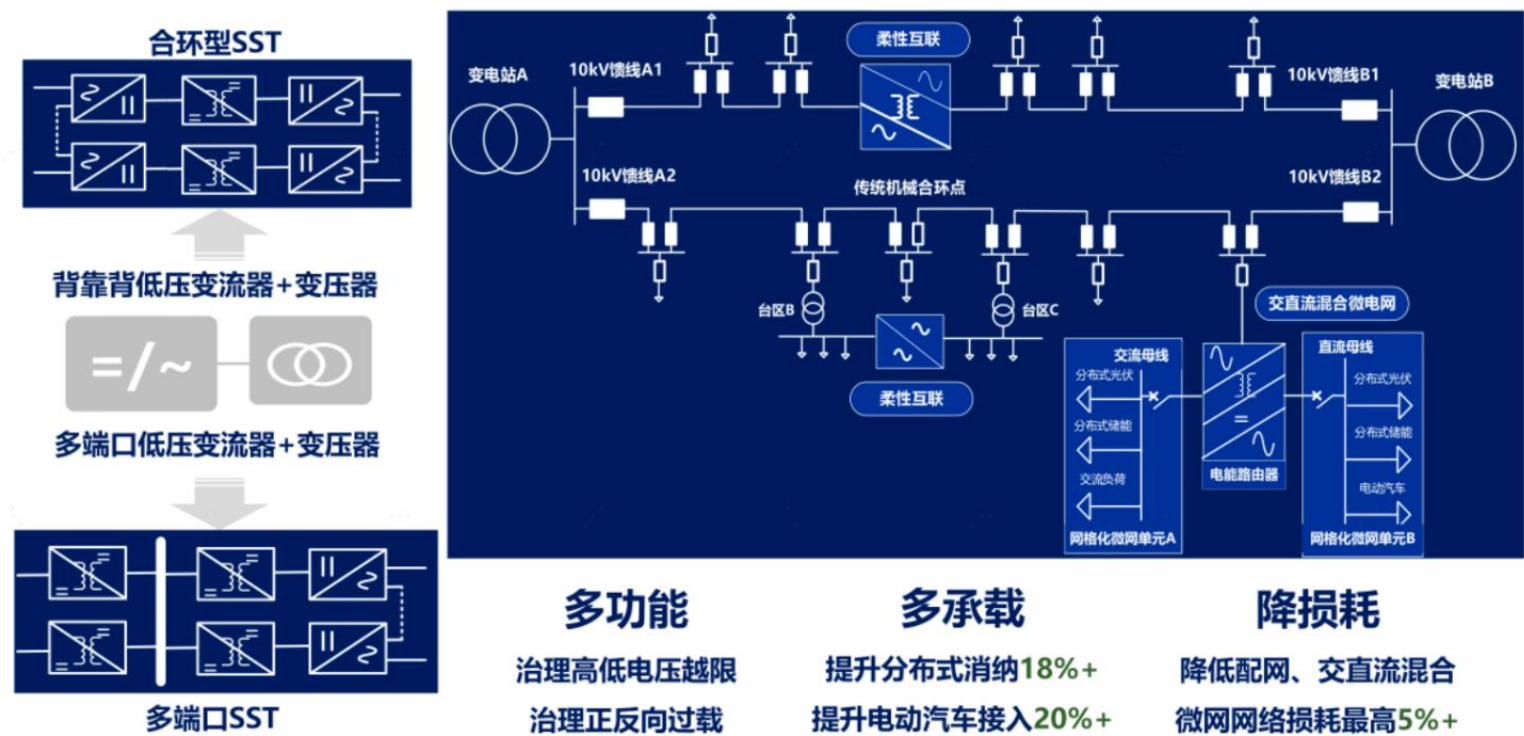 合环型SST
背靠背低压变流器+变压器
=/~
多端口低压变流器+变压器
多端口SST
柔性互联
变电站A
10kV馈线A1
10kV馈线B1
变电站B
10kV馈线A2
传统机械合环点
10kV馈线B2
台区B
台区C
柔性互联
交直流混合微电网
交流母线
分布式光伏
分布式储能
交流负荷
网格化微网单元A
电能路由器
直流母线
分布式光伏
分布式储能
电动汽车
网格化微网单元B
多功能
治理高低电压越限
治理正反向过载
多承载
提升分布式消纳18%+
提升电动汽车接入20%+
降损耗
降低配网、交直流混合
微网网络损耗最高5%+